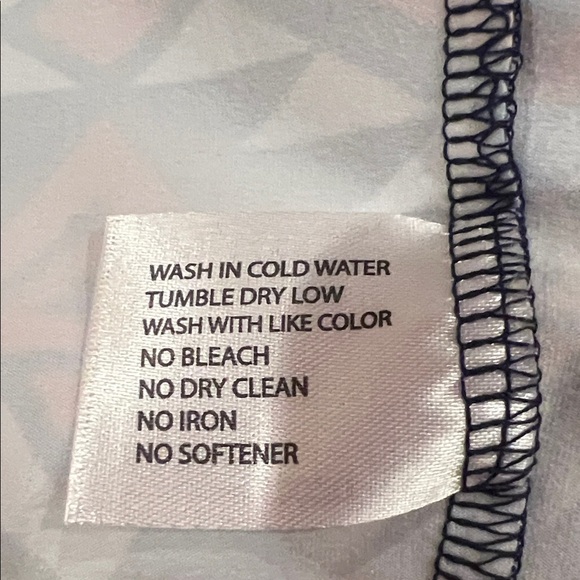 WASH IN COLD WATER
TUMBLE DRY LOW
WASH WITH LIKE COLOR
NO BLEACH
NO DRY CLEAN
NO IRON
NO SOFTENER